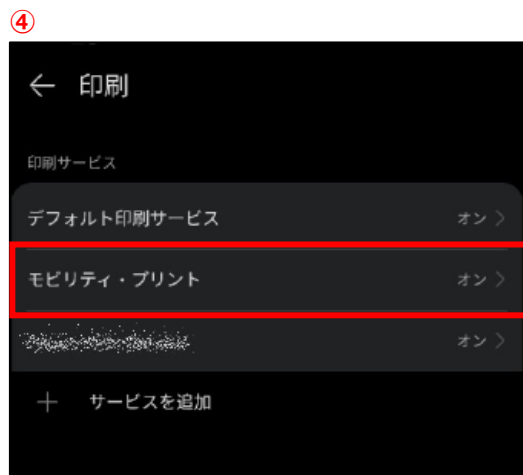 ④
← 印刷
印刷サービス
デフォルト印刷サービス オン
モビリティ・プリント オン
オン
＋ サービスを追加